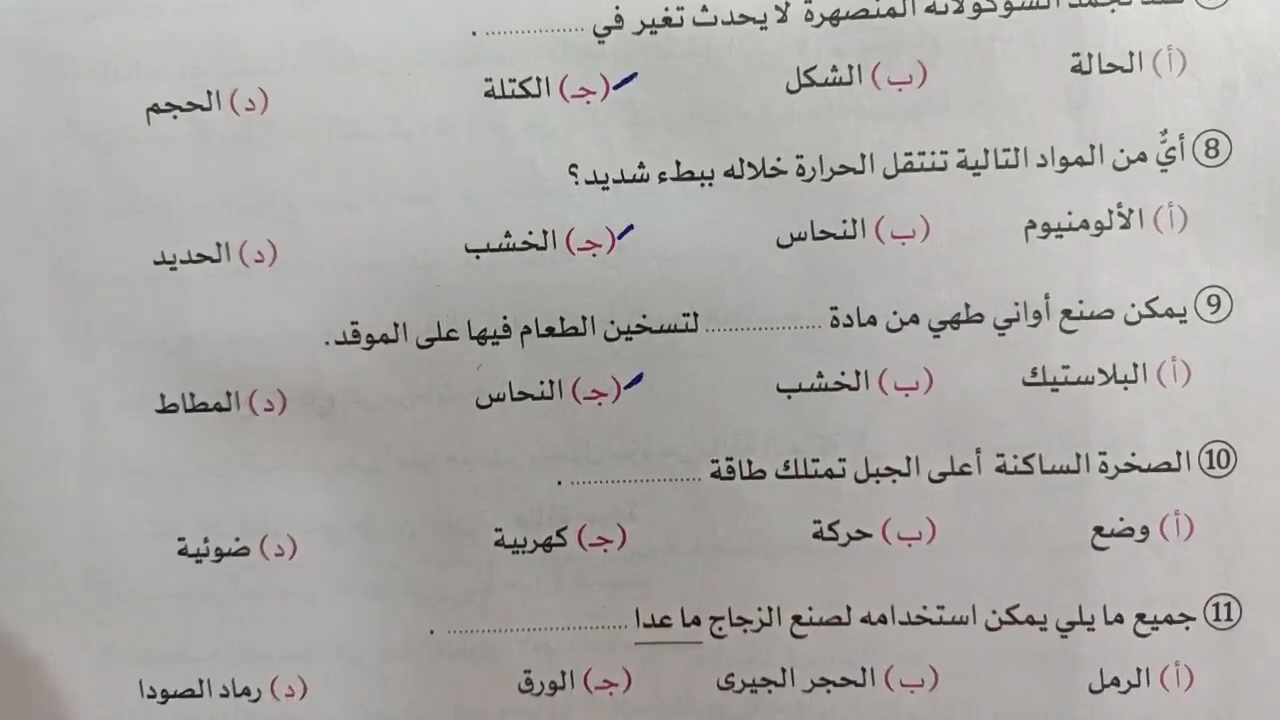 تجمد الشوكولاتة المنصهرة لا يحدث تغير في ................ .
(أ) الحالة (ب) الشكل (جـ) الكتلة (د) الحجم
8 أيٌّ من المواد التالية تنتقل الحرارة خلاله ببطء شديد؟
(أ) الألومنيوم (ب) النحاس (جـ) الخشب (د) الحديد
9 يمكن صنع أواني طهي من مادة ................ لتسخين الطعام فيها على الموقد.
(أ) البلاستيك (ب) الخشب (جـ) النحاس (د) المطاط
10 الصخرة الساكنة أعلى الجبل تمتلك طاقة ................ .
(أ) وضع (ب) حركة (جـ) كهربية (د) ضوئية
11 جميع ما يلي يمكن استخدامه لصنع الزجاج ما عدا ................ .
(أ) الرمل (ب) الحجر الجيرى (جـ) الورق (د) رماد الصودا